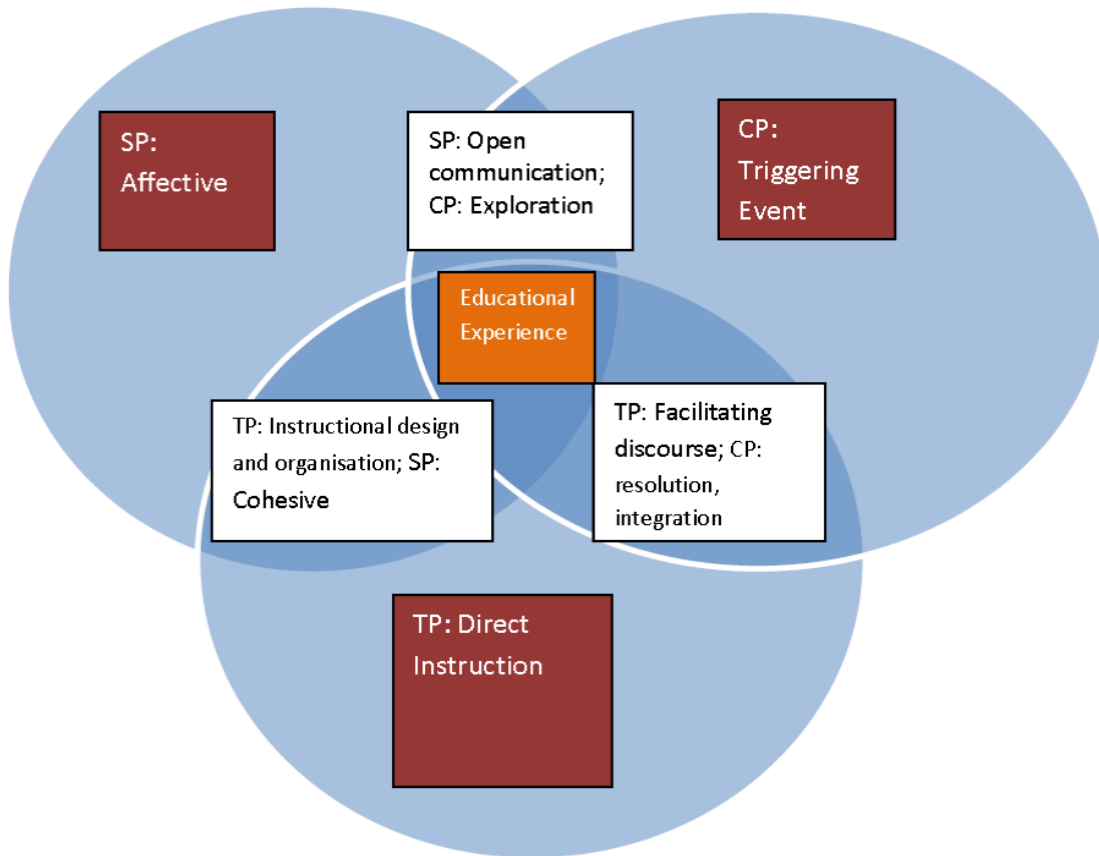 SP:
Affective
SP: Open
communication;
CP: Exploration
CP:
Triggering
Event
Educational
Experience
TP: Instructional design
and organisation; SP:
Cohesive
TP: Facilitating
discourse; CP:
resolution,
integration
TP: Direct
Instruction